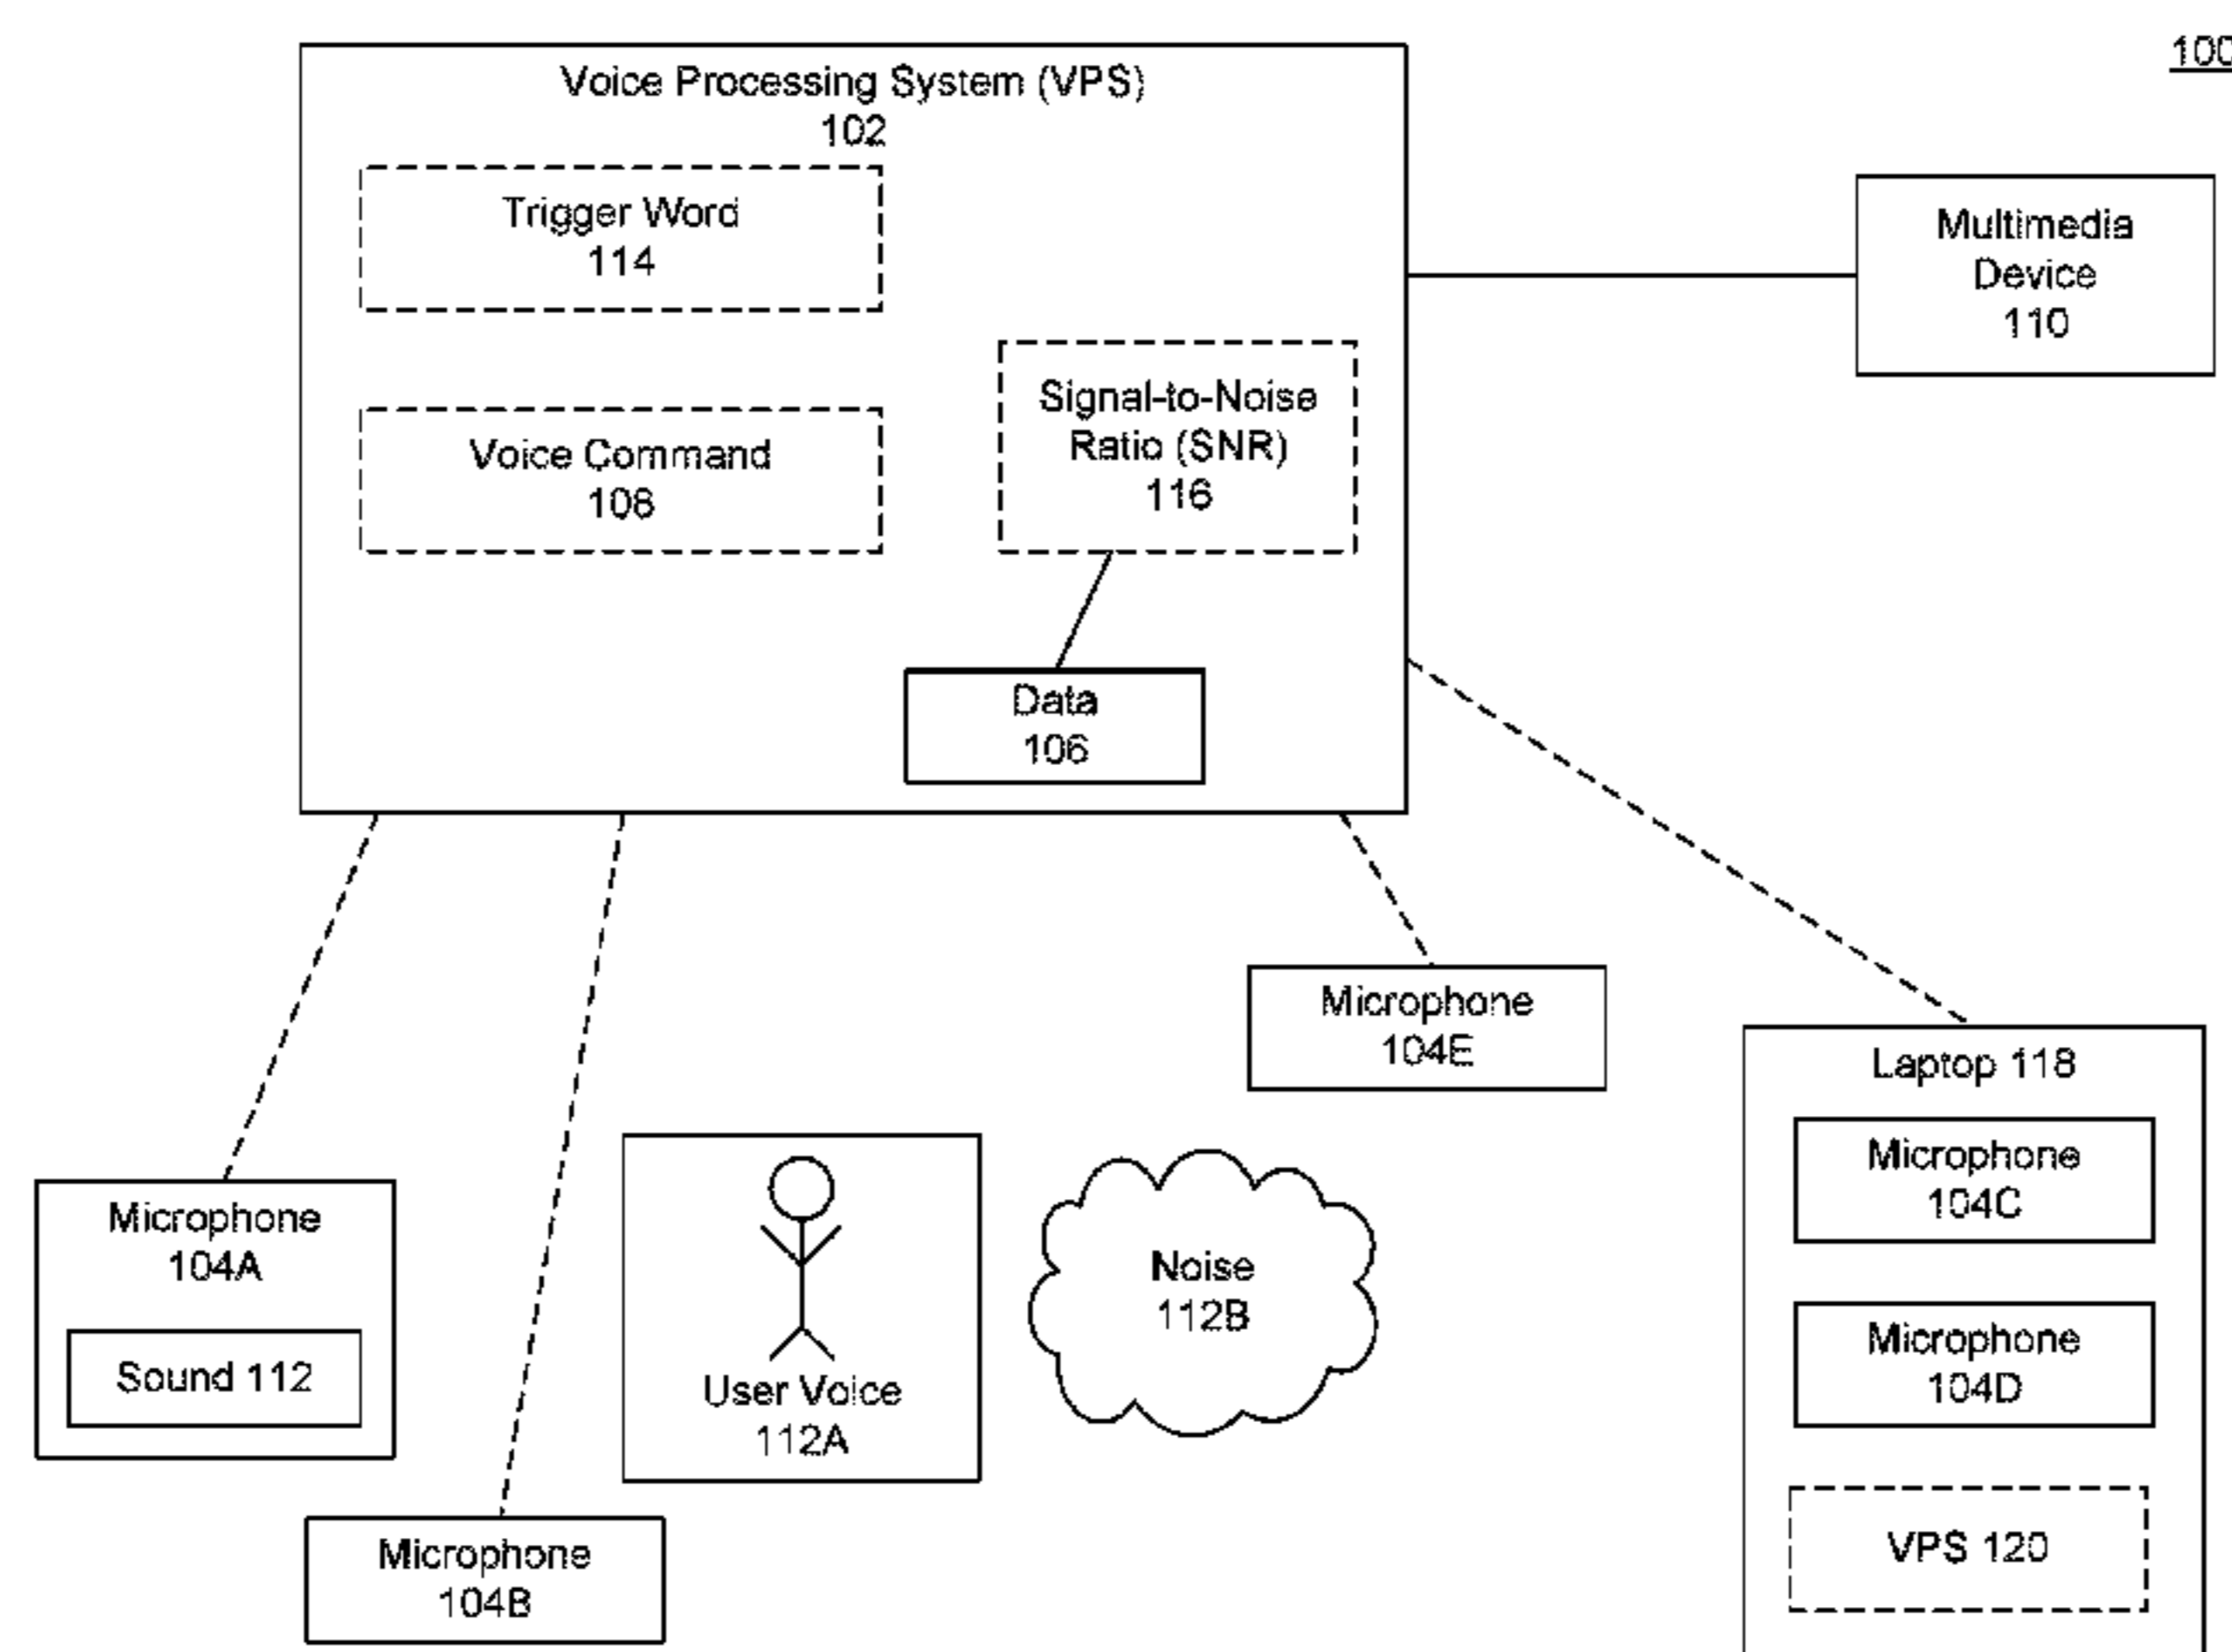 100
Voice Processing System (VPS)
102
Trigger Word
114
Multimedia
Device
110
Signal-to-Noise
Ratio (SNR)
116
Voice Command
108
Data
106
Microphone
104E
Laptop 118
Microphone
104C
Microphone
104D
VPS 120
Microphone
104A
Sound 112
User Voice
112A
Noise
112B
Microphone
104B